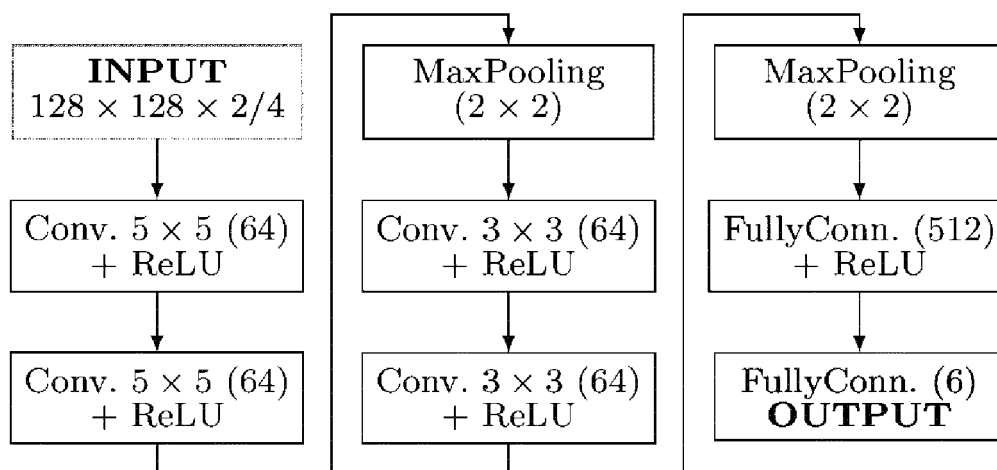 INPUT
128 × 128 × 2/4
Conv. 5 × 5 (64)
+ ReLU
Conv. 5 × 5 (64)
+ ReLU
MaxPooling
(2 × 2)
Conv. 3 × 3 (64)
+ ReLU
Conv. 3 × 3 (64)
+ ReLU
MaxPooling
(2 × 2)
FullyConn. (512)
+ ReLU
FullyConn. (6)
OUTPUT